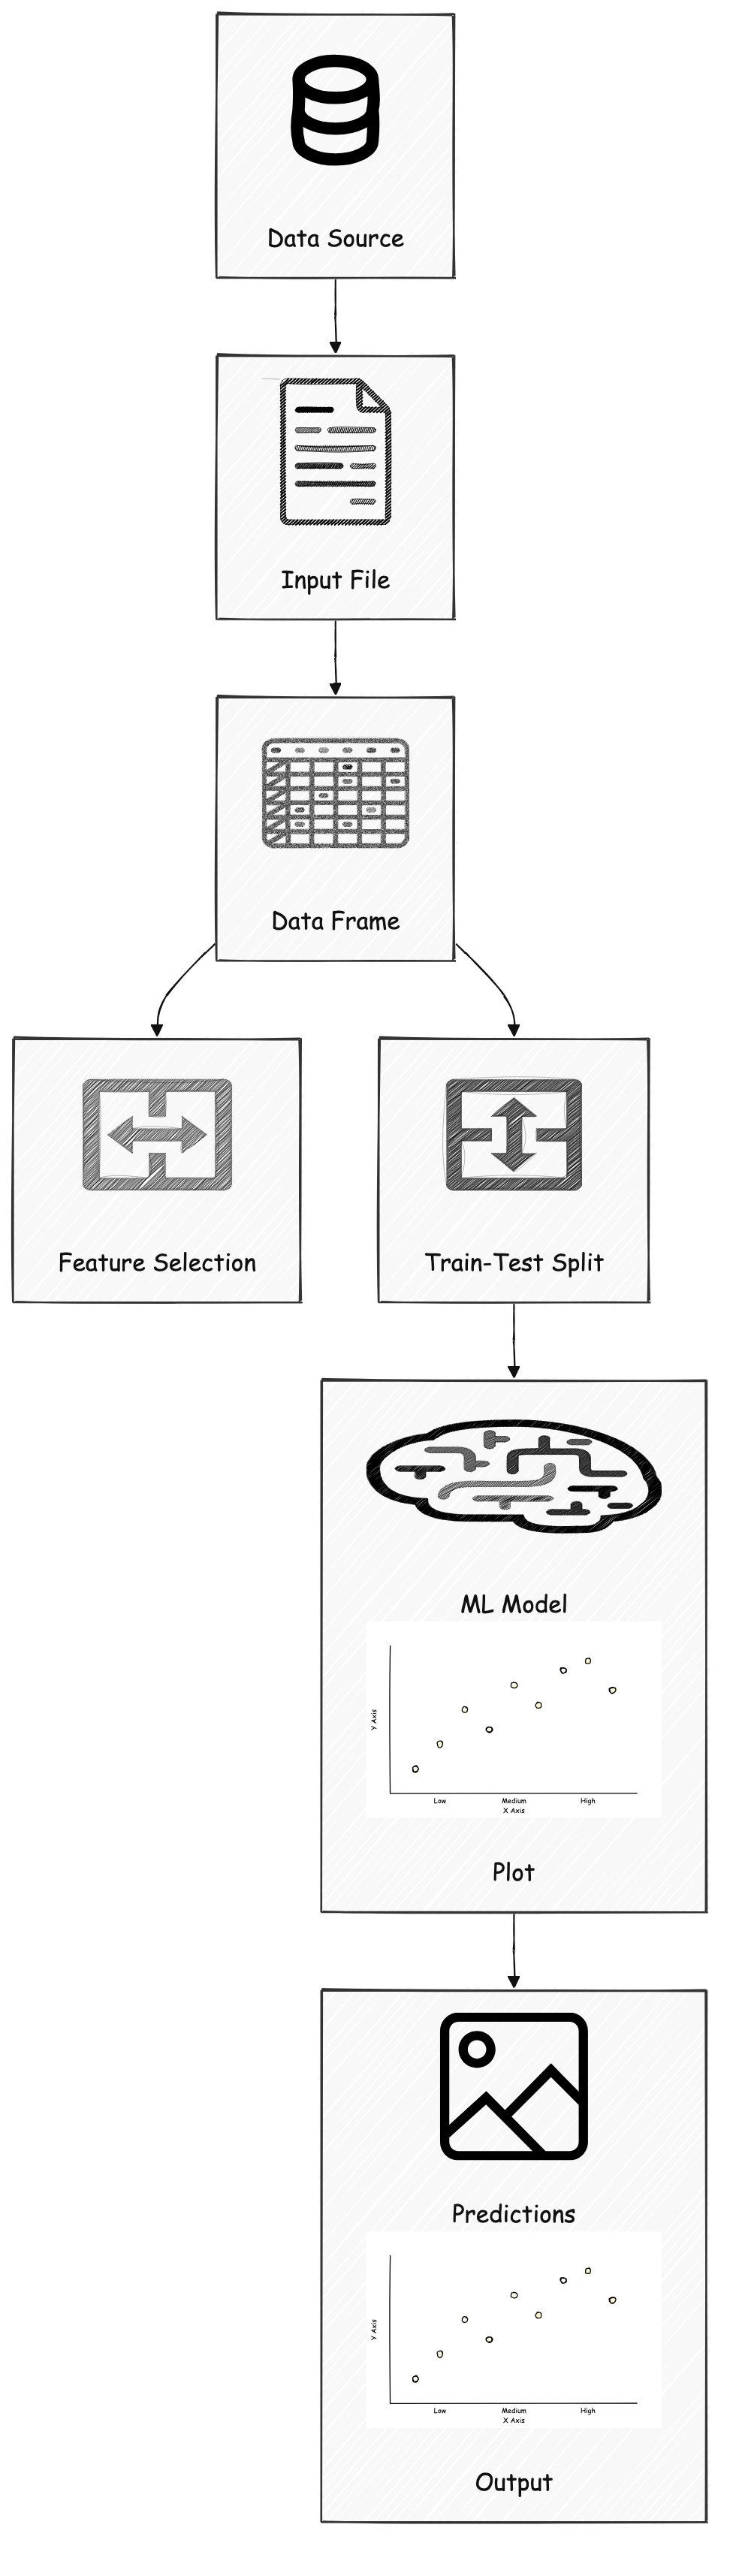 Data Source
Input File
Data Frame
Feature Selection
Train-Test Split
ML Model
Y Axis
Low Medium High
X Axis
Plot
Predictions
Y Axis
Low Medium High
X Axis
Output